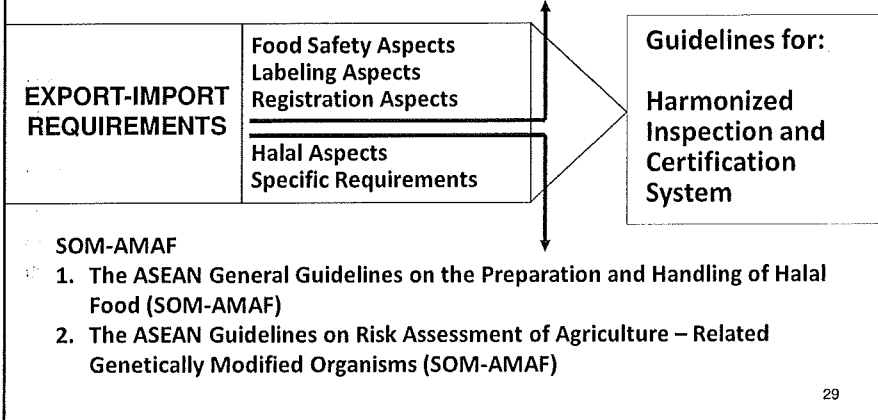 EXPORT-IMPORT
REQUIREMENTS
Food Safety Aspects
Labeling Aspects
Registration Aspects
Halal Aspects
Specific Requirements
Guidelines for:
Harmonized
Inspection and
Certification
System
SOM-AMAF
1. The ASEAN General Guidelines on the Preparation and Handling of Halal
Food (SOM-AMAF)
2. The ASEAN Guidelines on Risk Assessment of Agriculture – Related
Genetically Modified Organisms (SOM-AMAF)
29